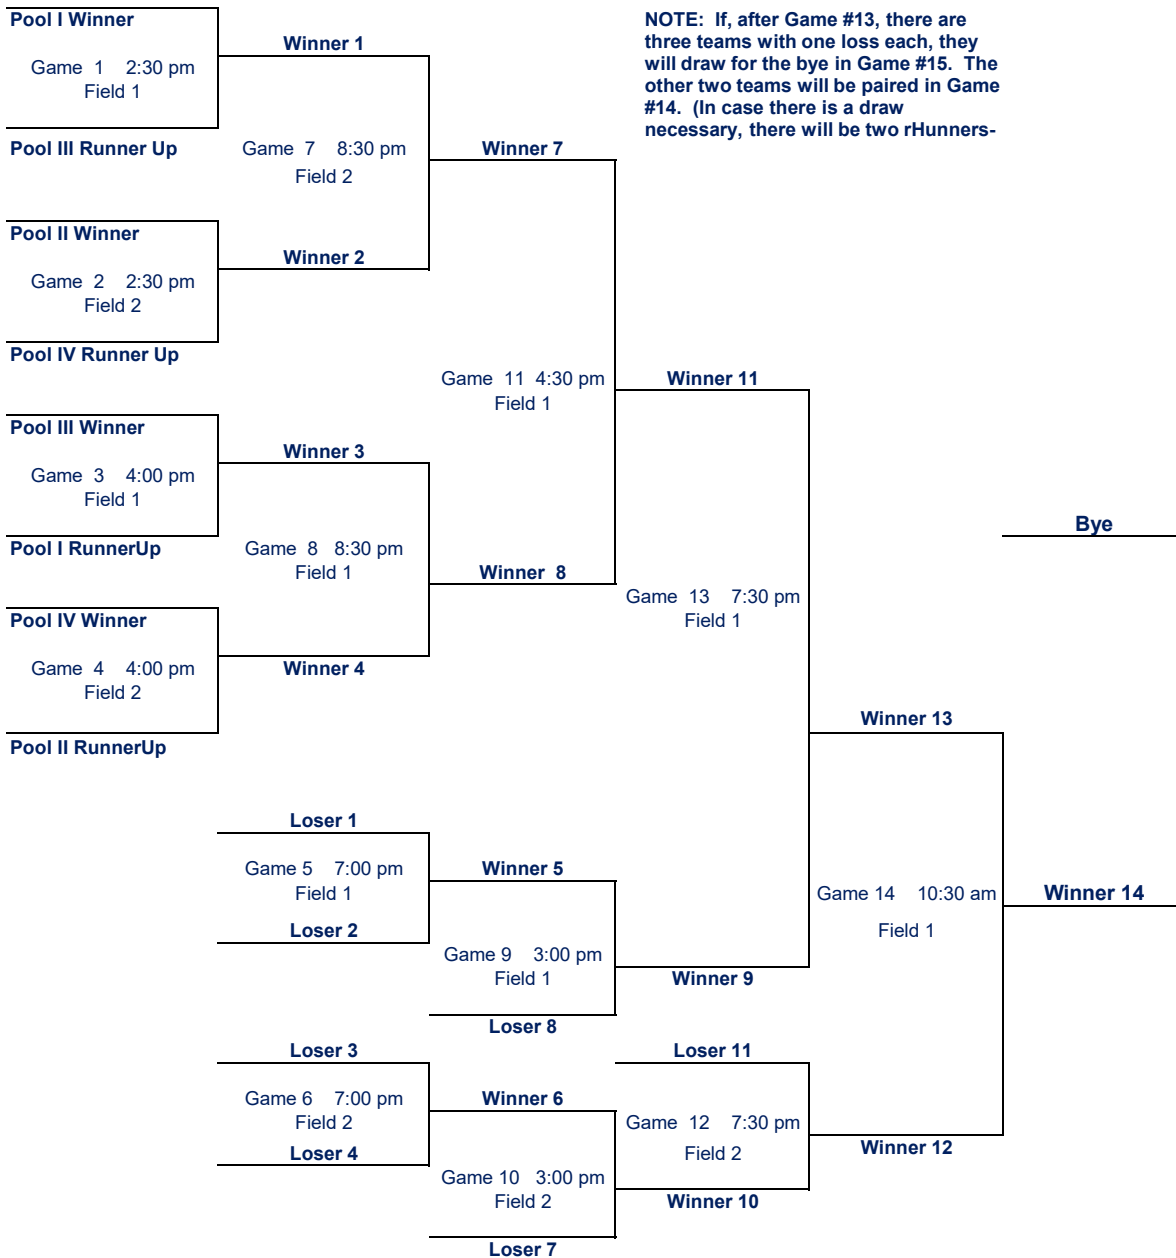 Pool I Winner
Game 1 2:30 pm
Field 1
Pool III Runner Up
Winner 1
Game 7 8:30 pm
Field 2
Pool II Winner
Game 2 2:30 pm
Field 2
Pool IV Runner Up
Winner 2
Winner 7
NOTE: If, after Game #13, there are
three teams with one loss each, they
will draw for the bye in Game #15. The
other two teams will be paired in Game
#14. (In case there is a draw
necessary, there will be two rHunners-
Game 11 4:30 pm
Field 1
Winner 11
Pool III Winner
Game 3 4:00 pm
Field 1
Pool I RunnerUp
Winner 3
Game 8 8:30 pm
Field 1
Winner 8
Pool IV Winner
Game 4 4:00 pm
Field 2
Pool II RunnerUp
Winner 4
Game 13 7:30 pm
Field 1
Bye
Winner 13
Loser 1
Game 5 7:00 pm
Field 1
Loser 2
Winner 5
Game 9 3:00 pm
Field 1
Loser 8
Winner 9
Game 14 10:30 am
Field 1
Winner 14
Loser 3
Game 6 7:00 pm
Field 2
Loser 4
Winner 6
Game 10 3:00 pm
Field 2
Loser 7
Loser 11
Game 12 7:30 pm
Field 2
Winner 10
Winner 12